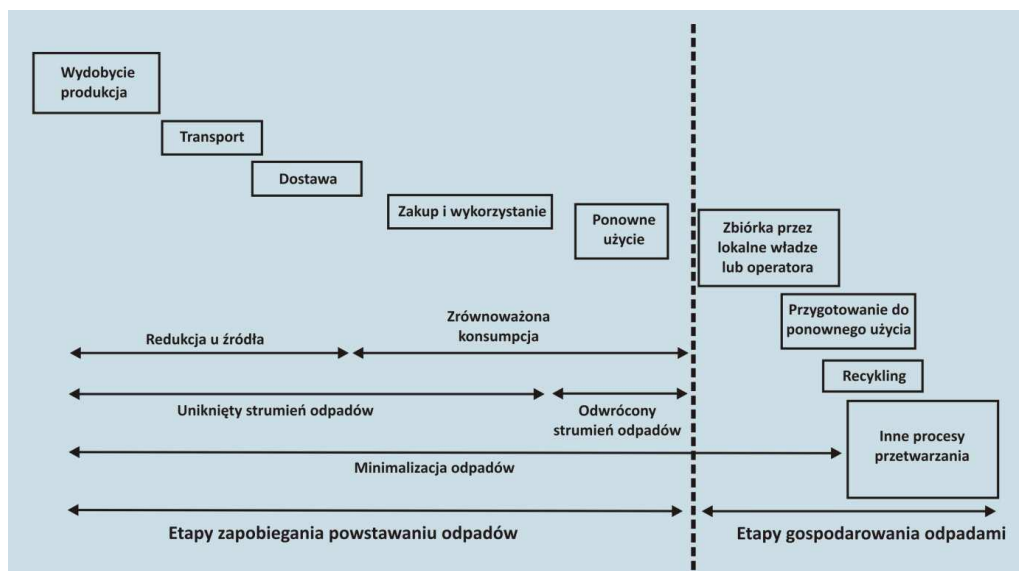 Wydobycie
produkcja
Transport
Dostawa
Zakup i wykorzystanie
Ponowne
użycie
Zbiórka przez
lokalne władze
lub operatora
Przygotowanie do
ponownego użycia
Recykling
Inne procesy
przetwarzania
Redukcja u źródła
Zrównoważona
konsumpcja
Uniknięty strumień odpadów
Odwrócony
strumień odpadów
Minimalizacja odpadów
Etapy zapobiegania powstawaniu odpadów
Etapy gospodarowania odpadami